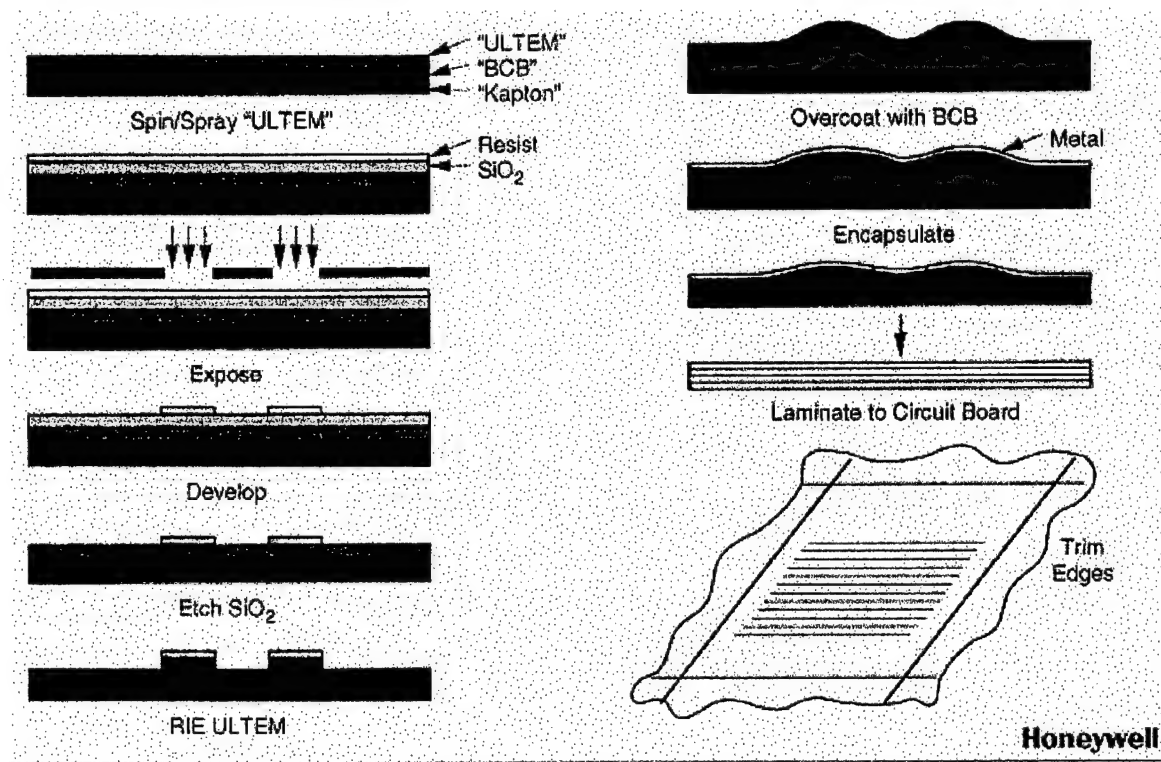 "ULTEM"
"BCB"
"Kapton"
Spin/Spray "ULTEM"
Resist
SiO₂
Expose
Develop
Etch SiO₂
RIE ULTEM
Overcoat with BCB
Metal
Encapsulate
Laminate to Circuit Board
Trim
Edges
Honeywell